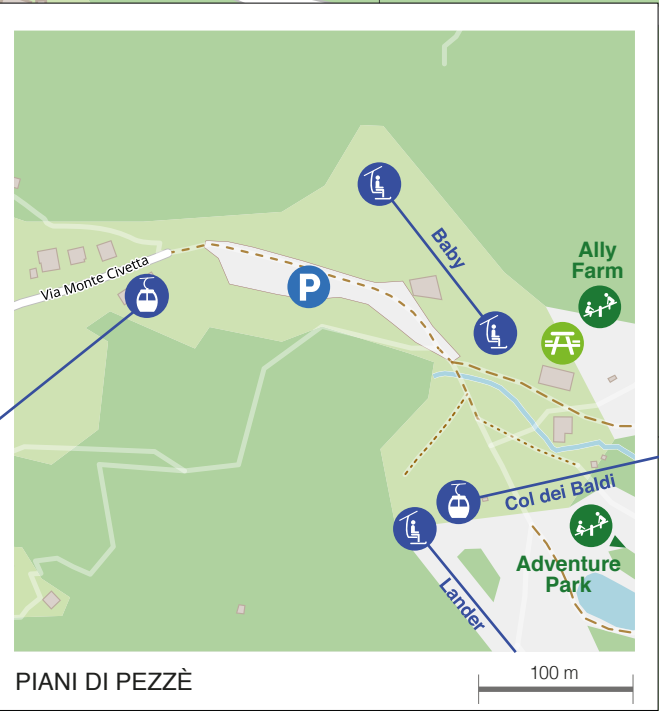 Baby
Ally
Farm
Via Monte Civetta
P
Col dei Baldi
Adventure
Park
Lander
PIANI DI PEZZÈ
100 m